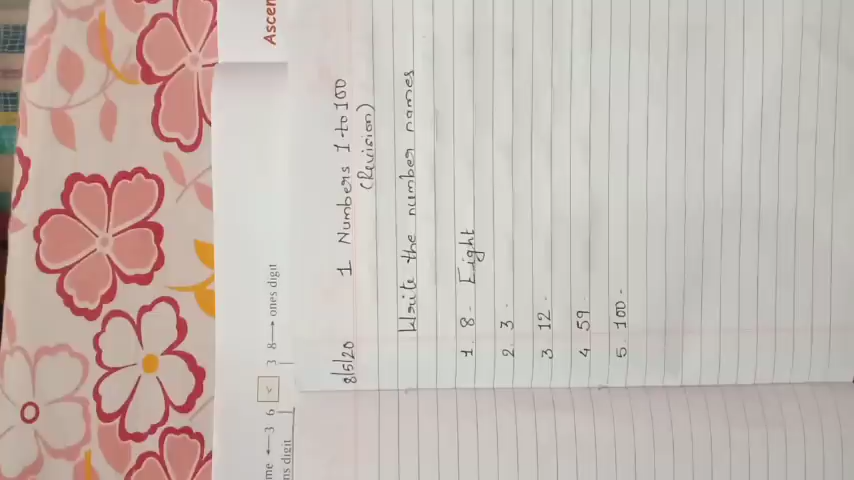 Ascen
me ← 3 6 < 3 8 → ones digit
ns digit
8/5/20 1 Numbers 1 to 100
(Revision)
Write the number names
1. 8 - Eight
2. 3 -
3 12 -
4 59 -
5. 100 -